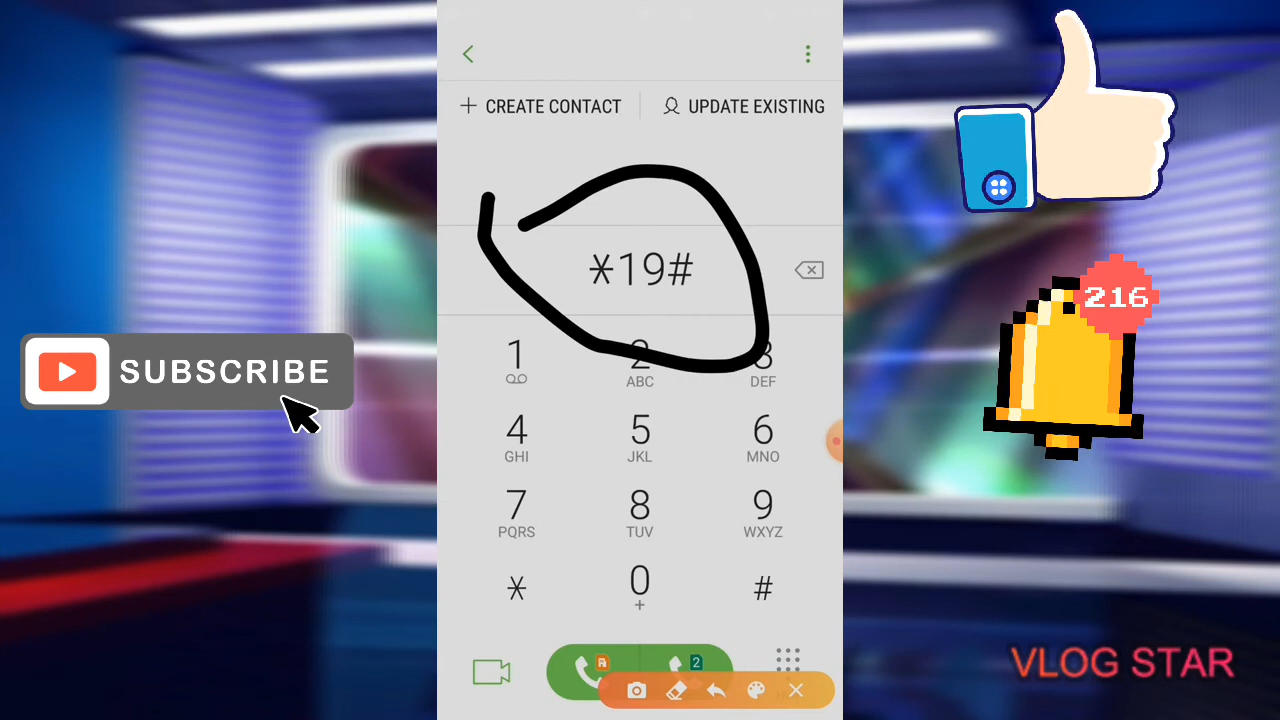 CREATE CONTACT
UPDATE EXISTING
*19#
216
SUBSCRIBE
1
2
ABC
3
DEF
4
GHI
5
JKL
6
MNO
7
PQRS
8
TUV
9
WXYZ
*
0
+
#
2
VLOG STAR